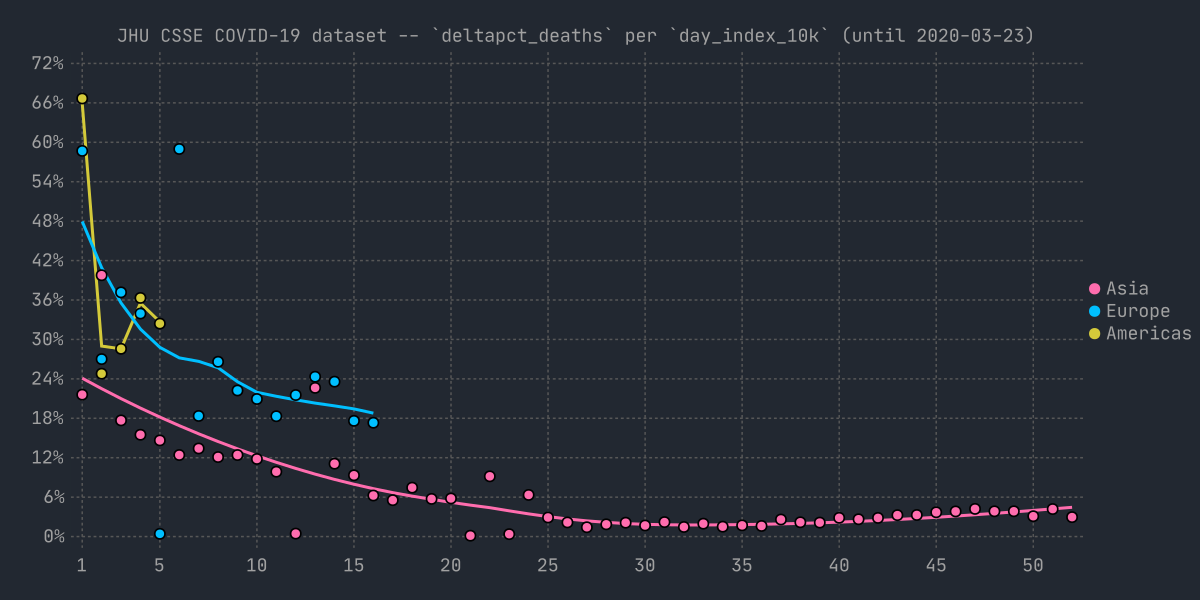 JHU CSSE COVID-19 dataset -- `deltapct_deaths` per `day_index_10k` (until 2020-03-23)
72%
66%
60%
54%
48%
42%
36%
30%
24%
18%
12%
6%
0%
1 5 10 15 20 25 30 35 40 45 50
Asia
Europe
Americas